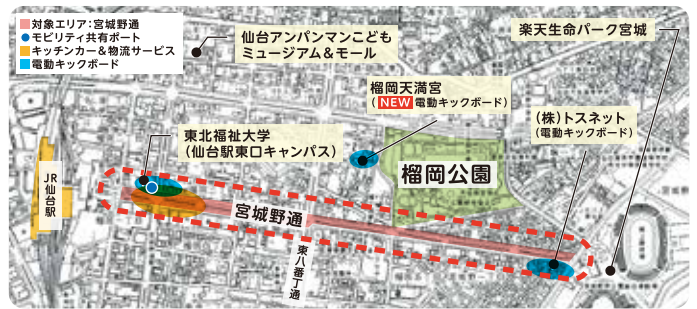 対象エリア：宮城野通
モビリティ共有ポート
キッチンカー＆物流サービス
電動キックボード
仙台アンパンマンこども
ミュージアム＆モール
楽天生命パーク宮城
榴岡天満宮
（NEW 電動キックボード）
（株）トスネット
（電動キックボード）
東北福祉大学
（仙台駅東口キャンパス）
榴岡公園
JR
仙台駅
宮城野通
東八番丁通